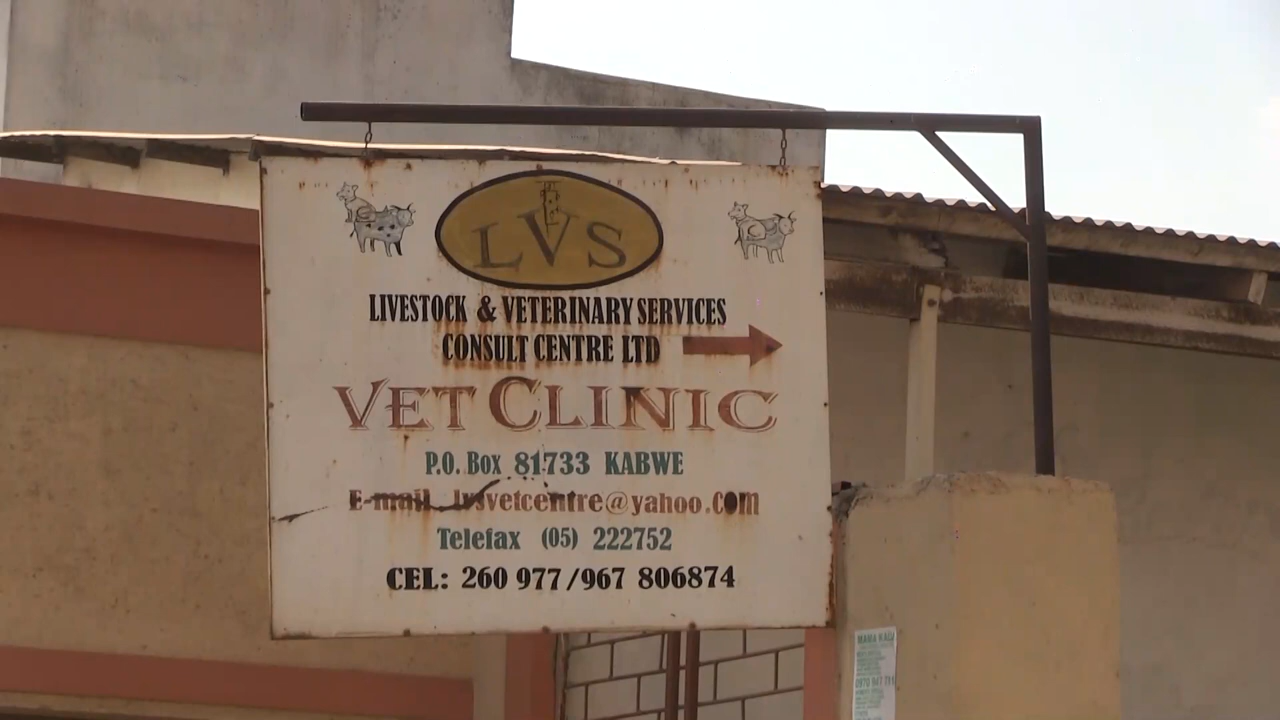 LVS
LIVESTOCK & VETERINARY SERVICES
CONSULT CENTRE LTD
VET CLINIC
P.O. Box 81733 KABWE
E-mail lvsvetcentre@yahoo.com
Telefax (05) 222752
CEL: 260 977/967 806874
MAMA